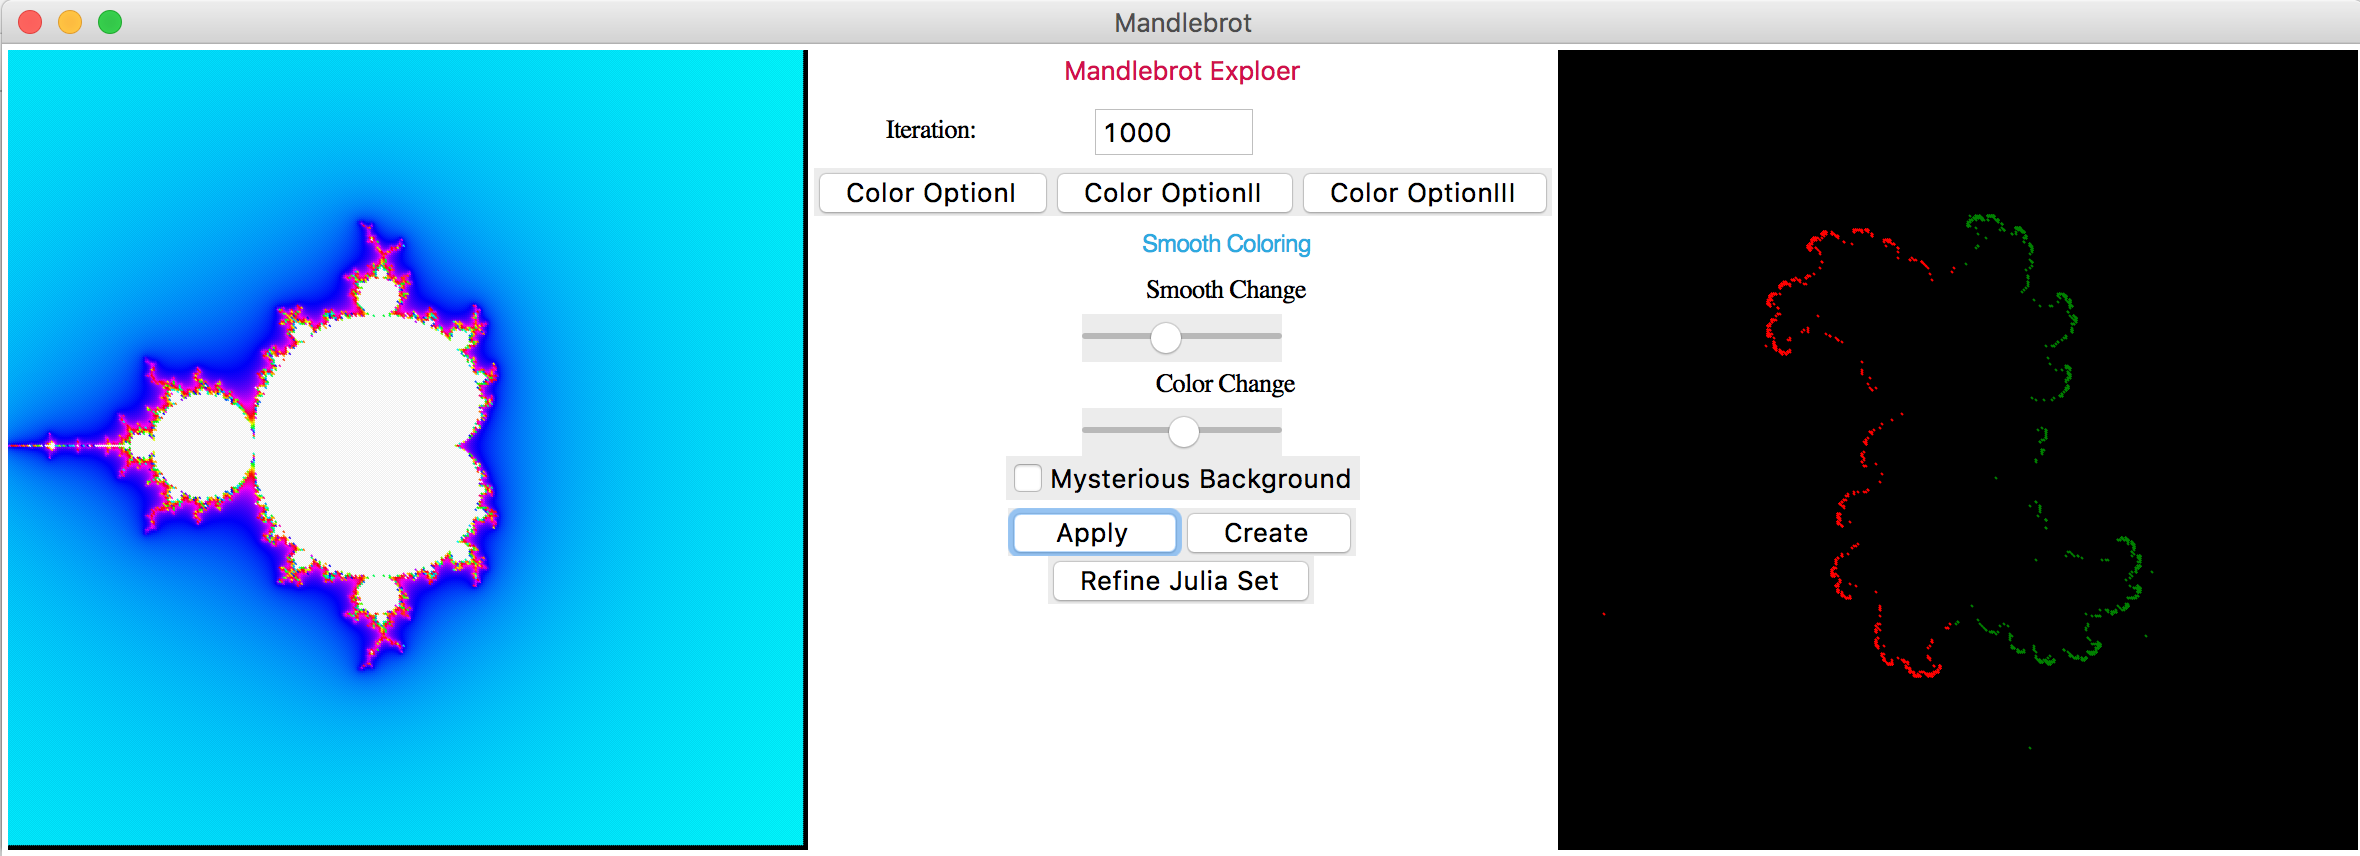 Mandlebrot
Mandlebrot Exploer
Iteration: 1000
Color OptionI Color OptionII Color OptionIII
Smooth Coloring
Smooth Change
Color Change
Mysterious Background
Apply Create
Refine Julia Set